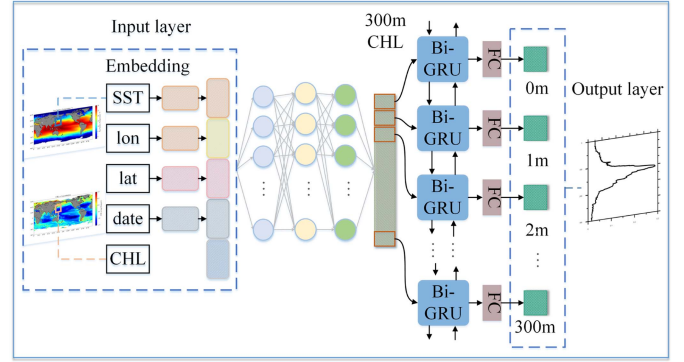 Input layer
Embedding
SST
lon
lat
date
CHL
300m
CHL
Bi-
GRU
FC
0m
Bi-
GRU
FC
1m
Bi-
GRU
FC
2m
Bi-
GRU
FC
300m
Output layer